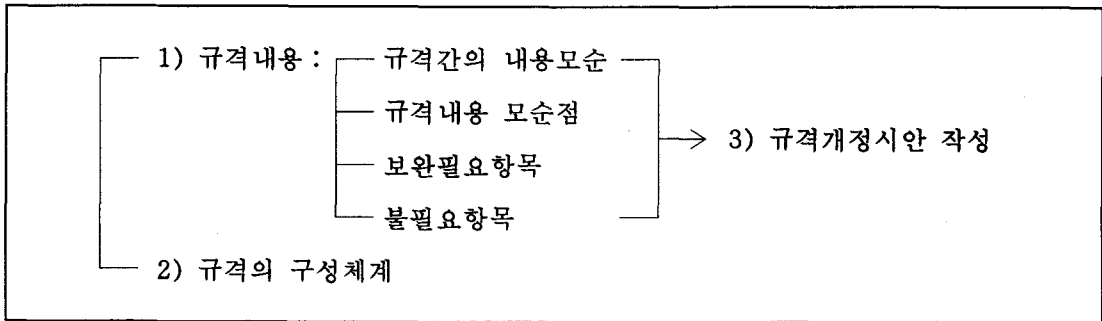 1) 규격내용 : 규격간의 내용모순
규격내용 모순점
3) 규격개정시안 작성
보완필요항목
불필요항목
2) 규격의 구성체계